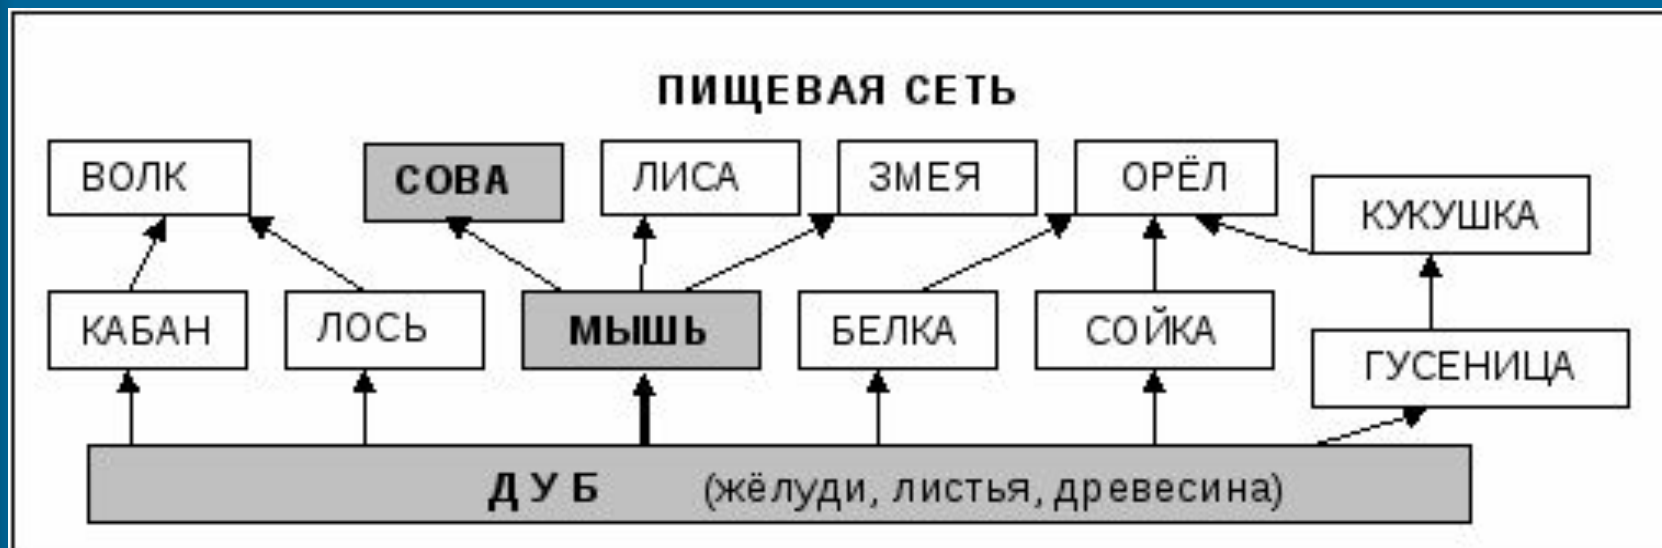 ПИЩЕВАЯ СЕТЬ
ВОЛК
СОВА
ЛИСА
ЗМЕЯ
ОРЁЛ
КУКУШКА
КАБАН
ЛОСЬ
МЫШЬ
БЕЛКА
СОЙКА
ГУСЕНИЦА
ДУБ (жёлуди, листья, древесина)